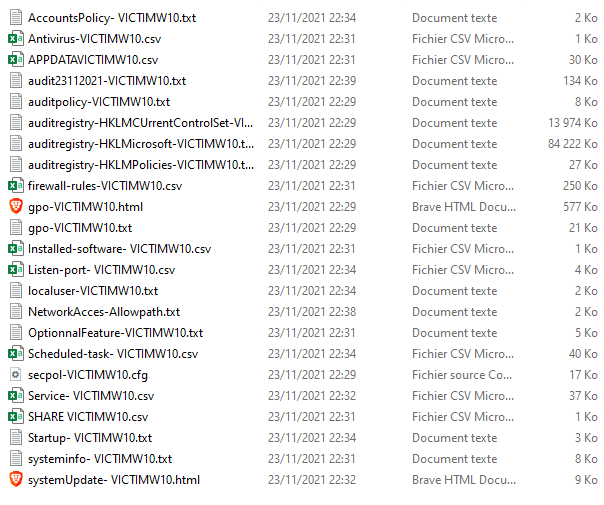 AccountsPolicy- VICTIMW10.txt 23/11/2021 22:34 Document texte 2 Ko
Antivirus-VICTIMW10.csv 23/11/2021 22:31 Fichier CSV Micro... 1 Ko
APPDATAVICTIMW10.csv 23/11/2021 22:31 Fichier CSV Micro... 30 Ko
audit23112021-VICTIMW10.txt 23/11/2021 22:39 Document texte 134 Ko
auditpolicy-VICTIMW10.txt 23/11/2021 22:29 Document texte 8 Ko
auditregistry-HKLMCUrrentControlSet-VI... 23/11/2021 22:29 Document texte 13 974 Ko
auditregistry-HKLMicrosoft-VICTIMW10.t... 23/11/2021 22:29 Document texte 84 222 Ko
auditregistry-HKLMPolicies-VICTIMW10.t... 23/11/2021 22:29 Document texte 27 Ko
firewall-rules-VICTIMW10.csv 23/11/2021 22:31 Fichier CSV Micro... 250 Ko
gpo-VICTIMW10.html 23/11/2021 22:29 Brave HTML Docu... 577 Ko
gpo-VICTIMW10.txt 23/11/2021 22:29 Document texte 21 Ko
Installed-software- VICTIMW10.csv 23/11/2021 22:31 Fichier CSV Micro... 1 Ko
Listen-port- VICTIMW10.csv 23/11/2021 22:34 Fichier CSV Micro... 4 Ko
localuser-VICTIMW10.txt 23/11/2021 22:34 Document texte 2 Ko
NetworkAcces-Allowpath.txt 23/11/2021 22:38 Document texte 2 Ko
OptionnalFeature-VICTIMW10.txt 23/11/2021 22:31 Document texte 5 Ko
Scheduled-task- VICTIMW10.csv 23/11/2021 22:34 Fichier CSV Micro... 40 Ko
secpol-VICTIMW10.cfg 23/11/2021 22:29 Fichier source Co... 17 Ko
Service- VICTIMW10.csv 23/11/2021 22:32 Fichier CSV Micro... 37 Ko
SHARE VICTIMW10.csv 23/11/2021 22:31 Fichier CSV Micro... 1 Ko
Startup- VICTIMW10.txt 23/11/2021 22:34 Document texte 3 Ko
systeminfo- VICTIMW10.txt 23/11/2021 22:31 Document texte 8 Ko
systemUpdate- VICTIMW10.html 23/11/2021 22:32 Brave HTML Docu... 9 Ko